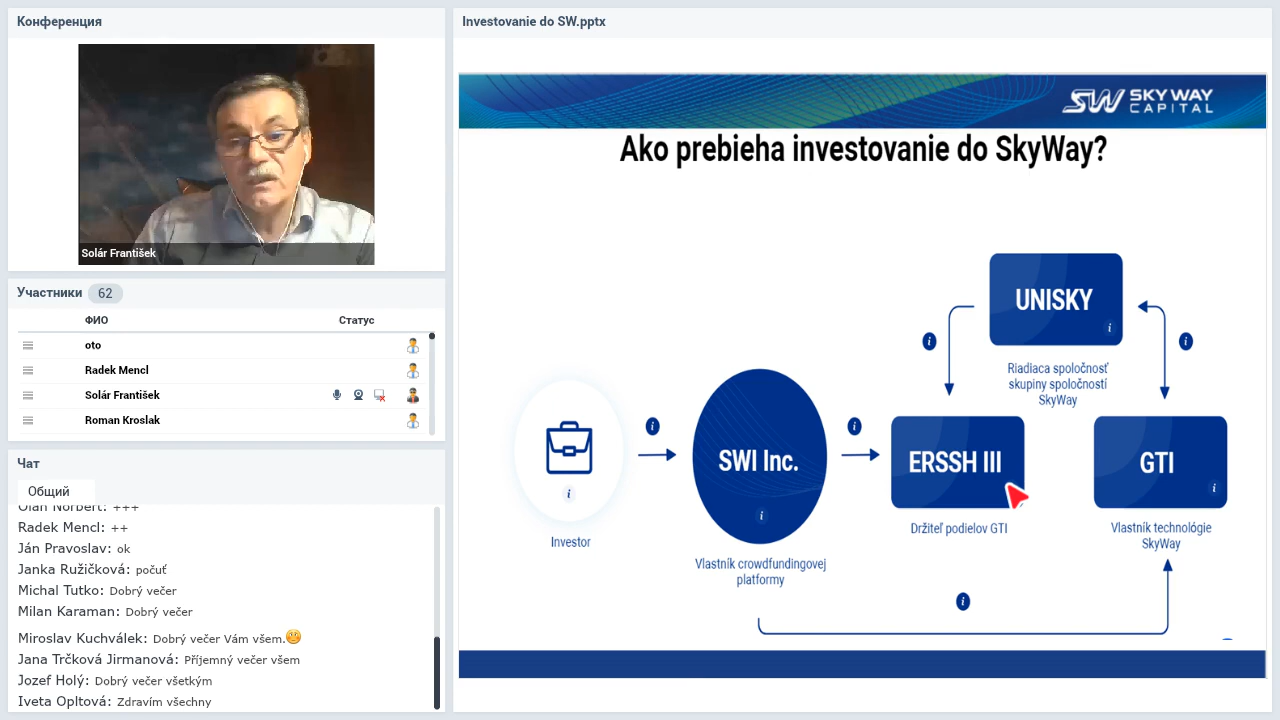 Конференция
Solár František
Участники 62
ФИО Статус
oto
Radek Mencl
Solár František
Roman Kroslak
Чат
Общий
Olah Norbert: +++
Radek Mencl: ++
Ján Pravoslav: ok
Janka Ružičková: počuť
Michal Tutko: Dobrý večer
Milan Karaman: Dobrý večer
Miroslav Kuchválek: Dobrý večer Vám všem.
Jana Trčková Jirmanová: Příjemný večer všem
Jozef Holý: Dobrý večer všetkým
Iveta Opltová: Zdravím všechny
Investovanie do SW.pptx
SW SKY WAY
CAPITAL
Ako prebieha investovanie do SkyWay?
UNISKY
i
i
i
Riadiaca spoločnosť
skupiny spoločností
SkyWay
i
Investor
i
SWI Inc.
i
Vlastník crowdfundingovej
platformy
i
ERSSH III
Držiteľ podielov GTI
GTI
i
Vlastník technológie
SkyWay
i